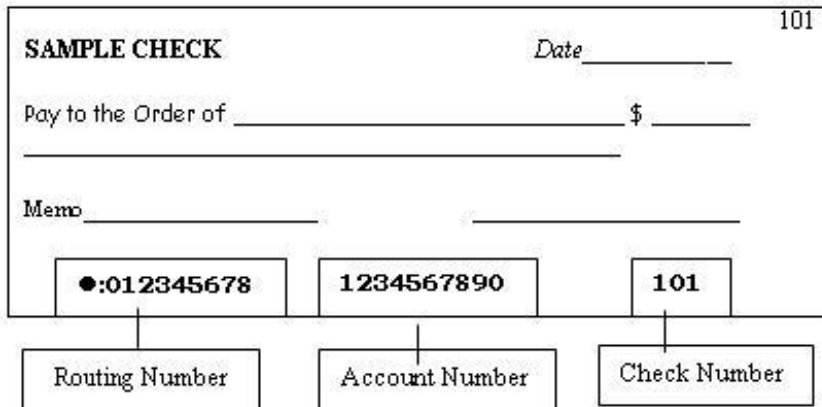 101
SAMPLE CHECK Date
Pay to the Order of $
Memo
●:012345678 1234567890 101
Routing Number Account Number Check Number